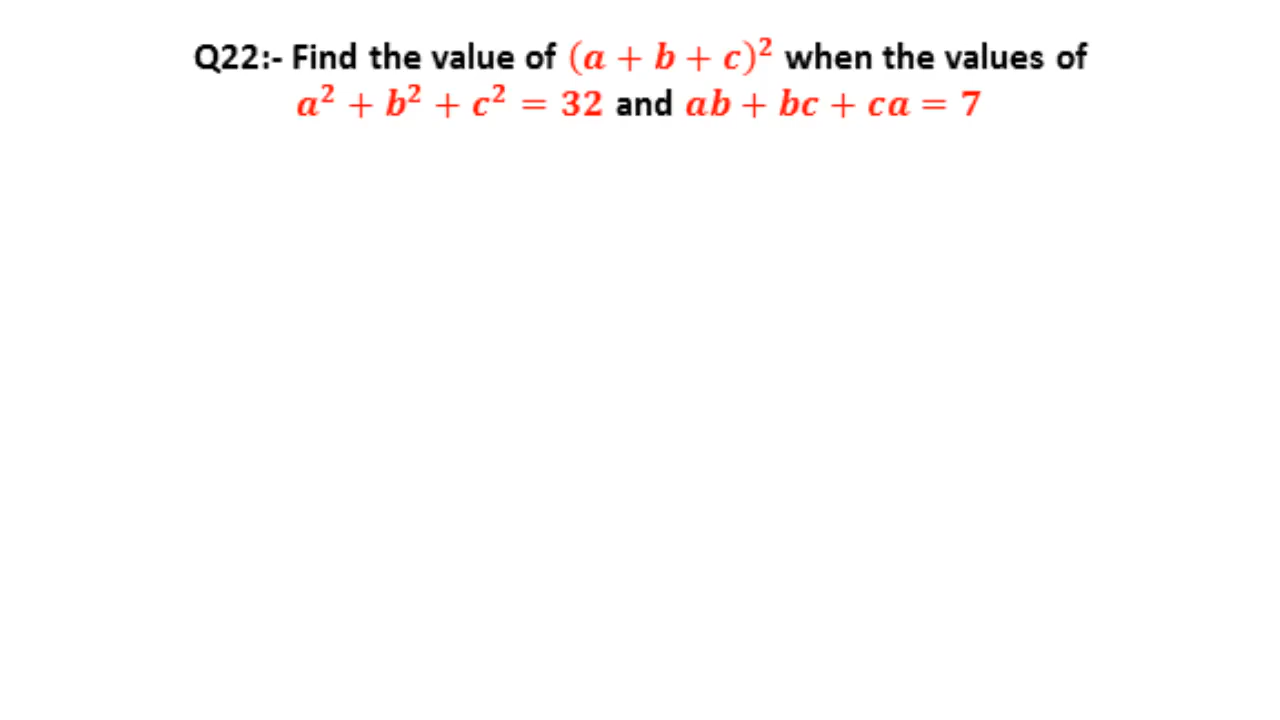 Q22:- Find the value of (a + b + c)² when the values of
a² + b² + c² = 32 and ab + bc + ca = 7